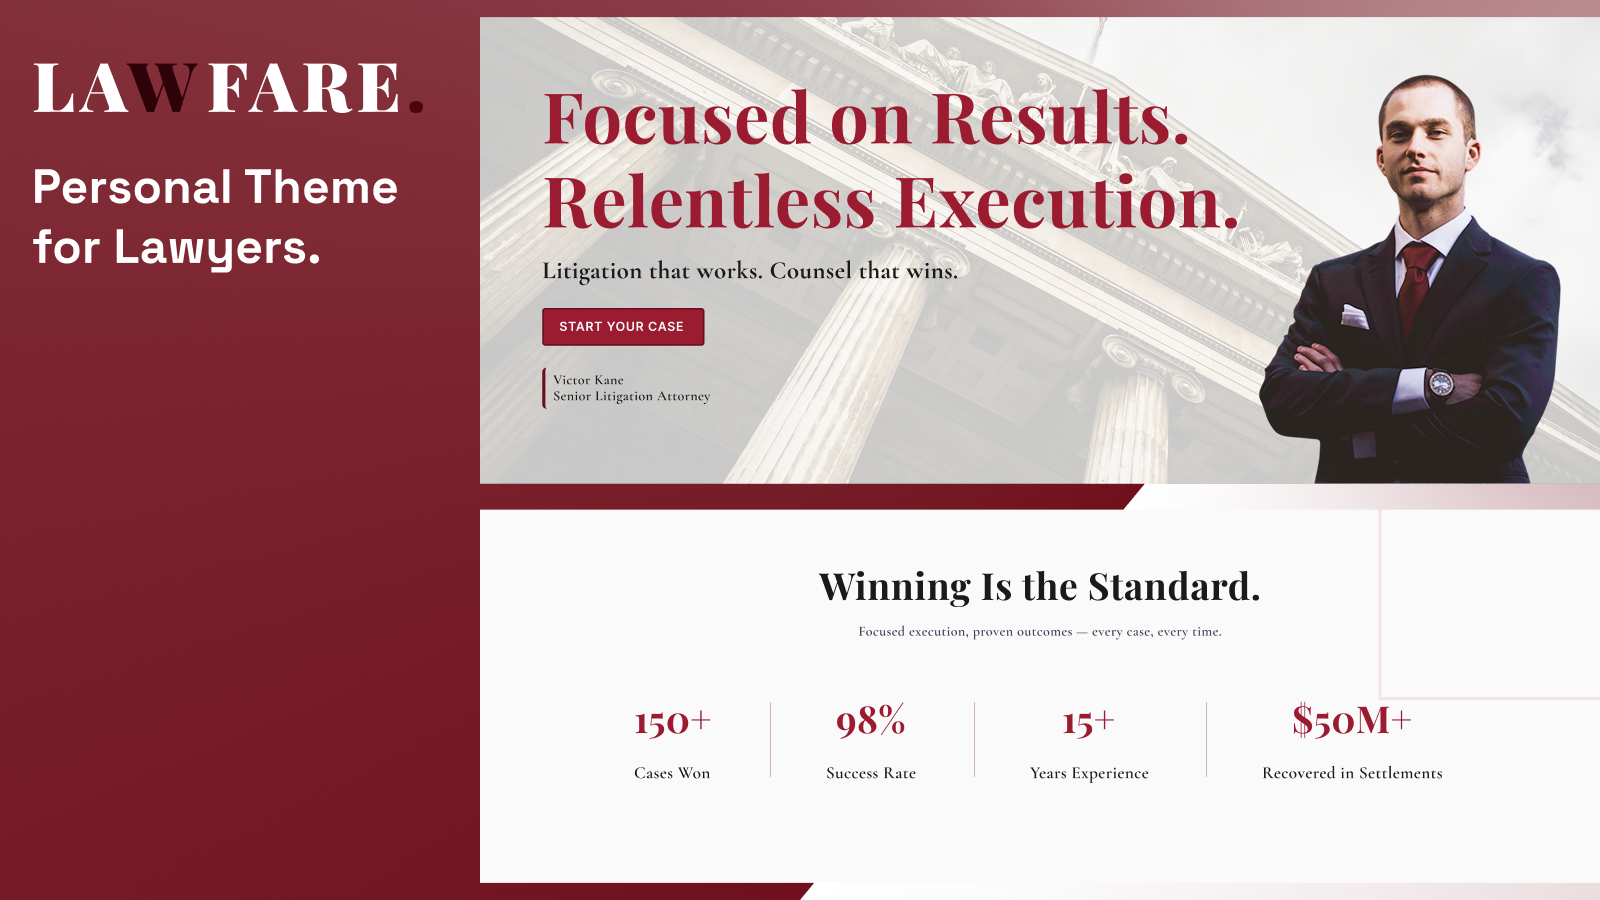 LAWFARE.
Personal Theme
for Lawyers.
Focused on Results.
Relentless Execution.
Litigation that works. Counsel that wins.
START YOUR CASE
Victor Kane
Senior Litigation Attorney
Winning Is the Standard.
Focused execution, proven outcomes — every case, every time.
150+ 98% 15+ $50M+
Cases Won Success Rate Years Experience Recovered in Settlements